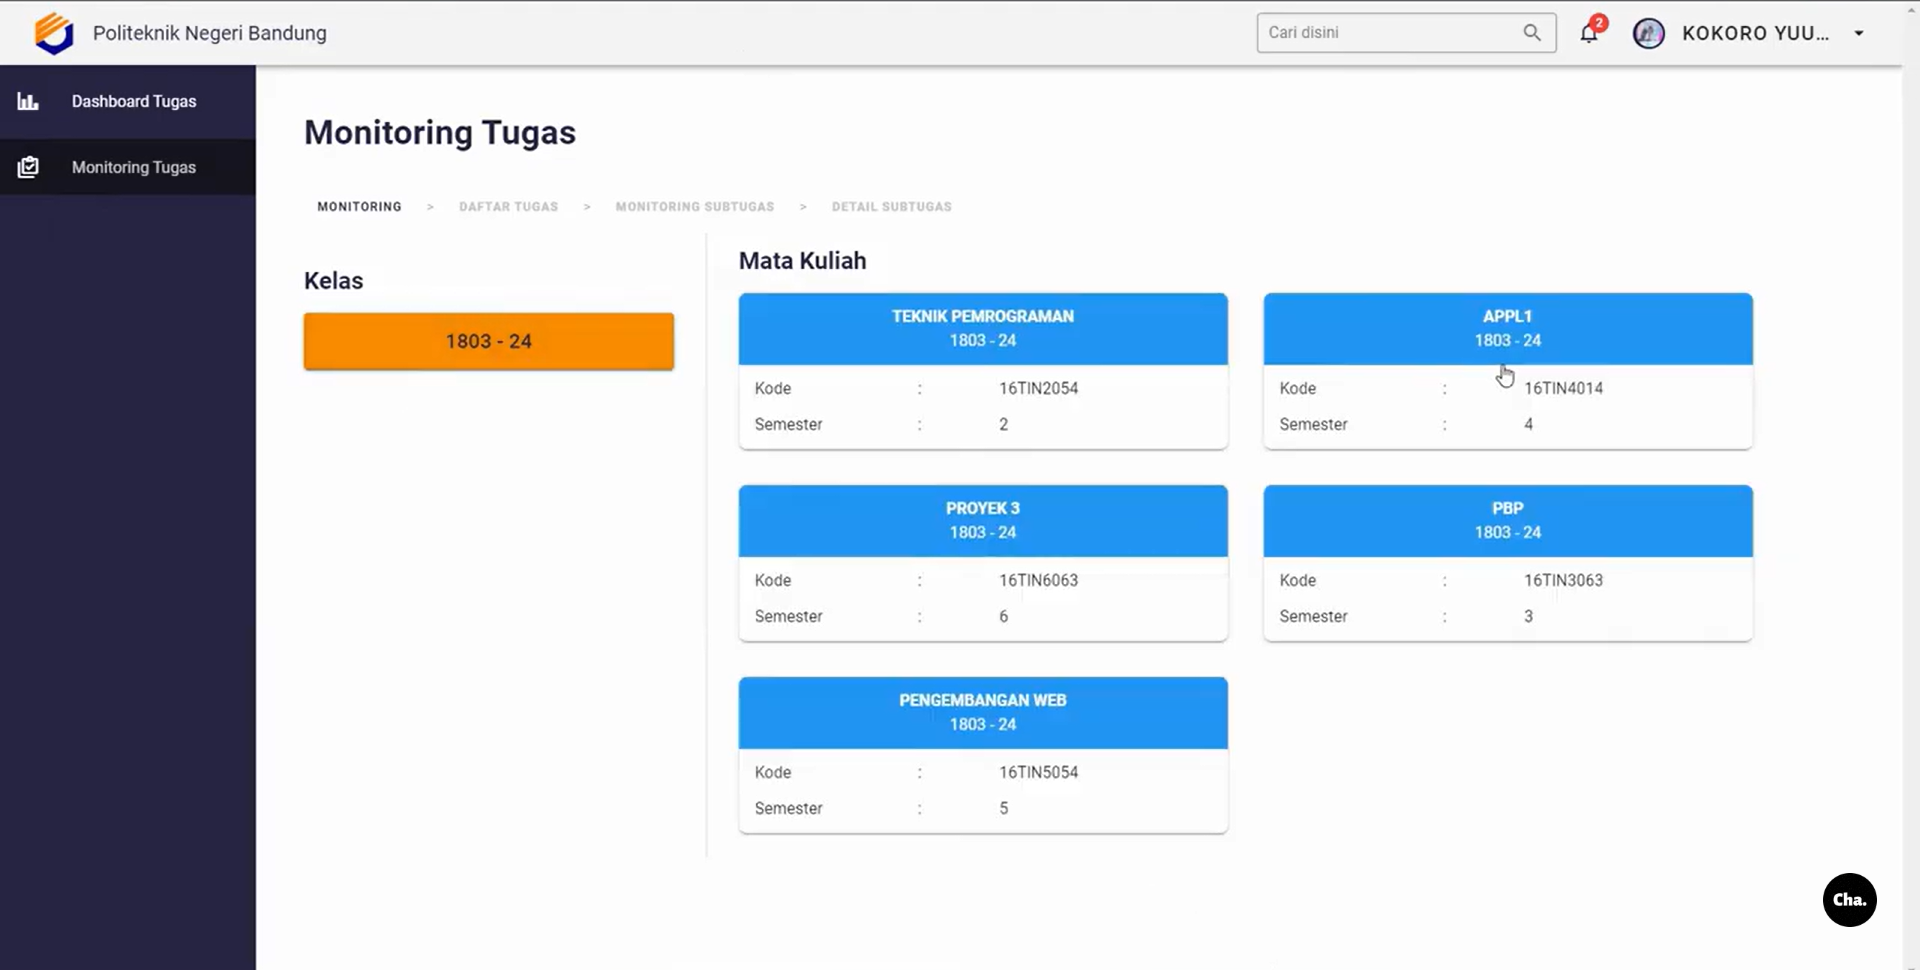 Politeknik Negeri Bandung
Cari disini
2
KOKORO YUU...
Dashboard Tugas
Monitoring Tugas
Monitoring Tugas
MONITORING > DAFTAR TUGAS > MONITORING SUBTUGAS > DETAIL SUBTUGAS
Kelas
1803 - 24
Mata Kuliah
TEKNIK PEMROGRAMAN
1803 - 24
Kode : 16TIN2054
Semester : 2
APPL1
1803 - 24
Kode : 16TIN4014
Semester : 4
PROYEK 3
1803 - 24
Kode : 16TIN6063
Semester : 6
PBP
1803 - 24
Kode : 16TIN3063
Semester : 3
PENGEMBANGAN WEB
1803 - 24
Kode : 16TIN5054
Semester : 5
Cha.